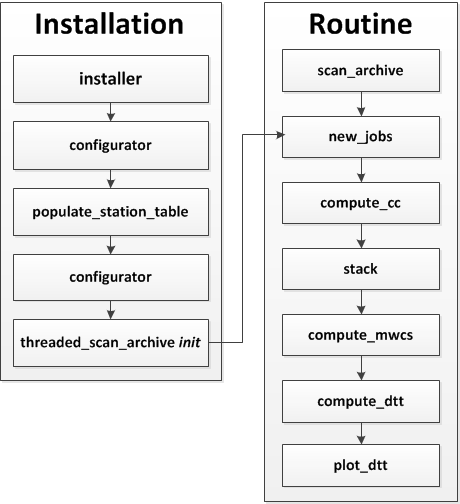 Installation
installer
configurator
populate_station_table
configurator
threaded_scan_archive init
Routine
scan_archive
new_jobs
compute_cc
stack
compute_mwcs
compute_dtt
plot_dtt